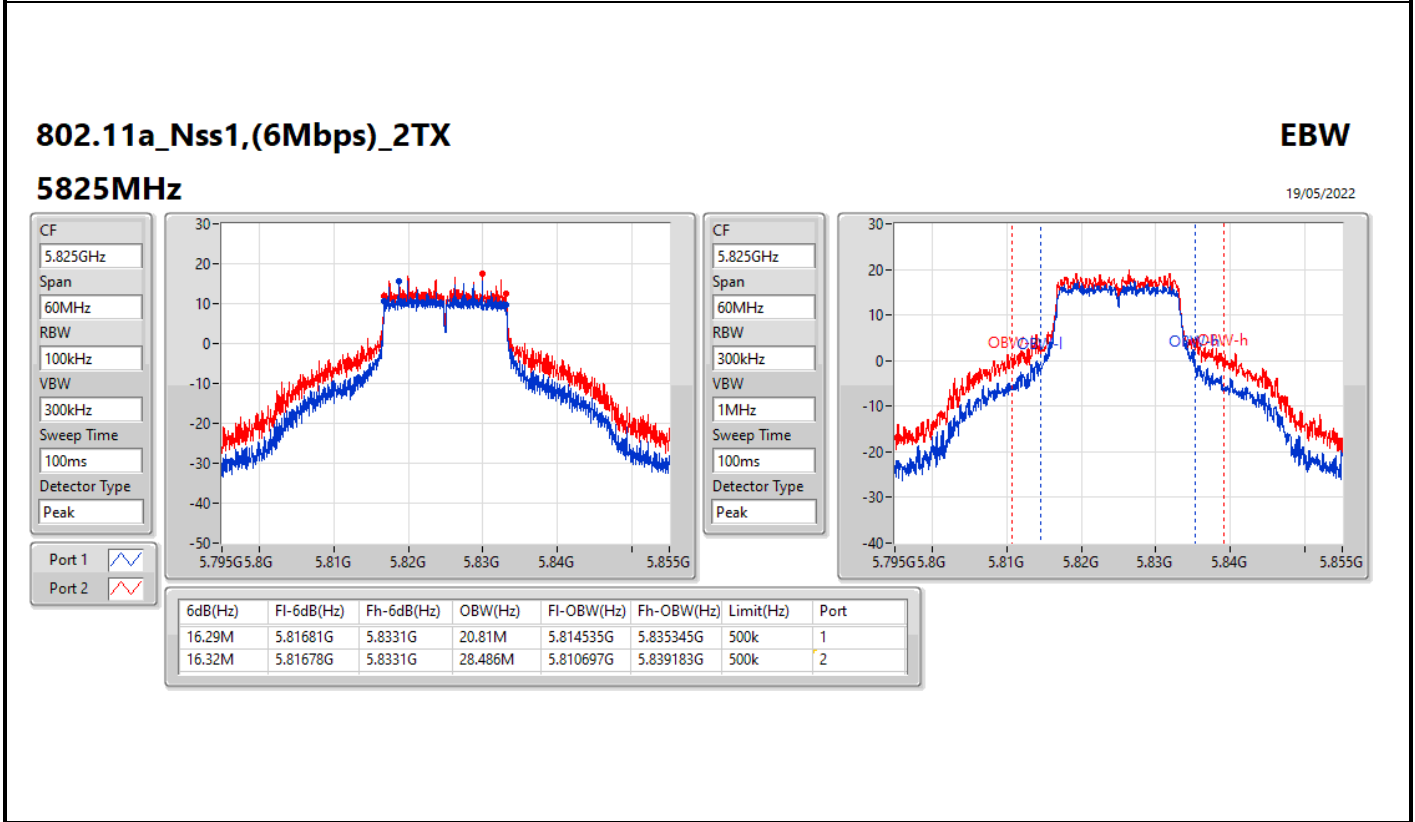 802.11a_Nss1,(6Mbps)_2TX
EBW
5825MHz
19/05/2022
CF
5.825GHz
Span
60MHz
RBW
100kHz
VBW
300kHz
Sweep Time
100ms
Detector Type
Peak
Port 1
Port 2
30
20
10
0
-10
-20
-30
-40
-50
5.795G 5.8G 5.81G 5.82G 5.83G 5.84G 5.855G
CF
5.825GHz
Span
60MHz
RBW
300kHz
VBW
1MHz
Sweep Time
100ms
Detector Type
Peak
30
20
10
0
-10
-20
-30
-40
OBW-h
5.795G 5.8G 5.81G 5.82G 5.83G 5.84G 5.855G
6dB(Hz) Fl-6dB(Hz) Fh-6dB(Hz) OBW(Hz) Fl-OBW(Hz) Fh-OBW(Hz) Limit(Hz) Port
16.29M 5.81681G 5.8331G 20.81M 5.814535G 5.835345G 500k 1
16.32M 5.81678G 5.8331G 28.486M 5.810697G 5.839183G 500k 2